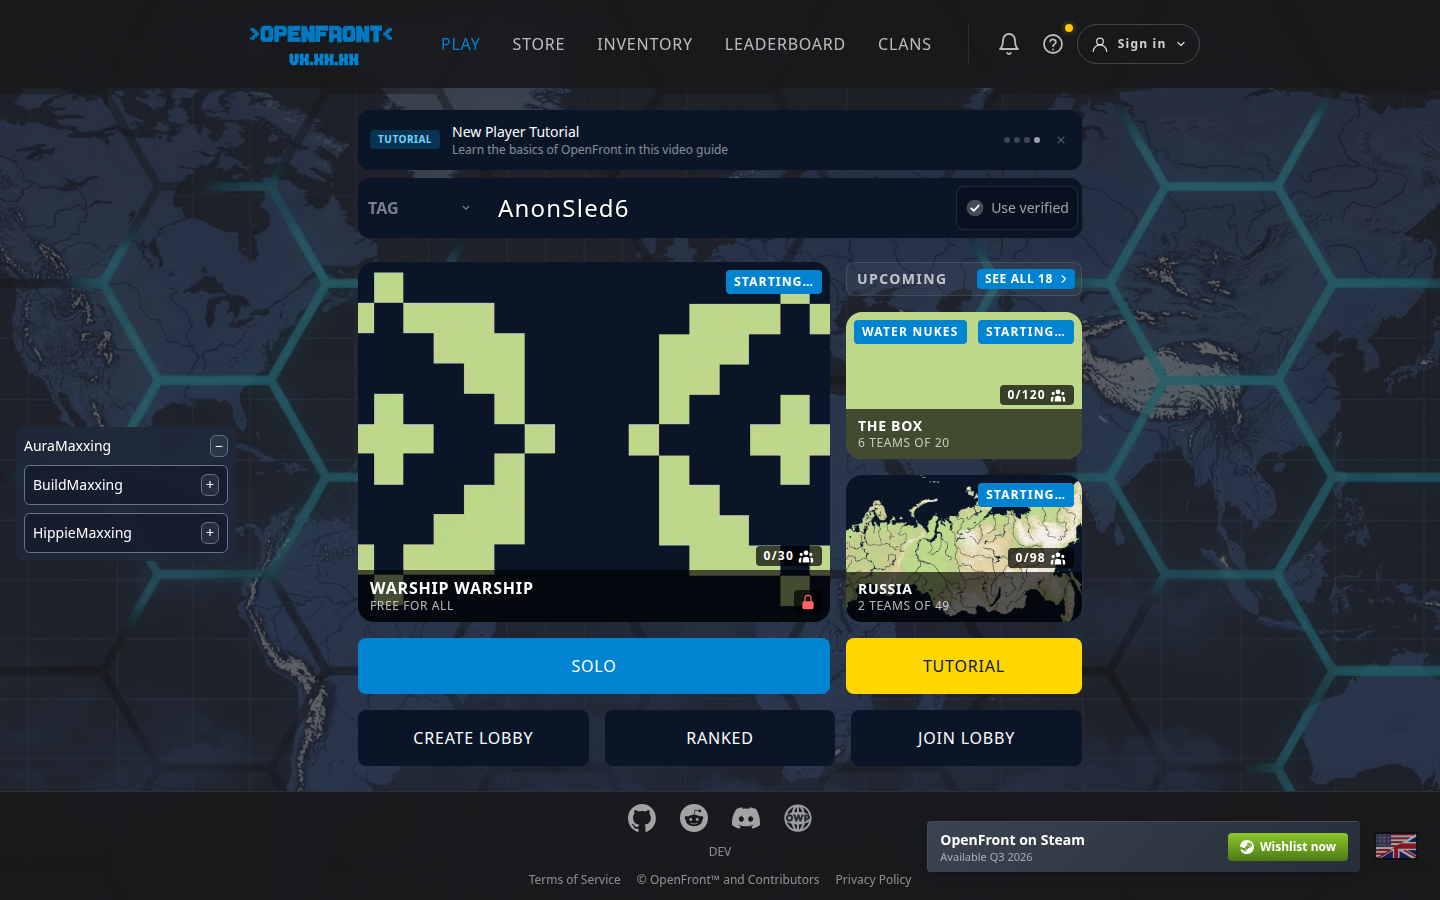 >OPENFRONT<
VX.XX.XX
PLAY
STORE
INVENTORY
LEADERBOARD
CLANS
Sign in
TUTORIAL
New Player Tutorial
Learn the basics of OpenFront in this video guide
TAG
AnonSled6
Use verified
STARTING...
UPCOMING
SEE ALL 18
WATER NUKES
STARTING...
0/120
THE BOX
6 TEAMS OF 20
AuraMaxxing
−
BuildMaxxing
+
HippieMaxxing
+
STARTING...
0/98
RUSSIA
2 TEAMS OF 49
0/30
WARSHIP WARSHIP
FREE FOR ALL
SOLO
TUTORIAL
CREATE LOBBY
RANKED
JOIN LOBBY
OWP
DEV
Terms of Service
© OpenFront™ and Contributors
Privacy Policy
OpenFront on Steam
Available Q3 2026
Wishlist now